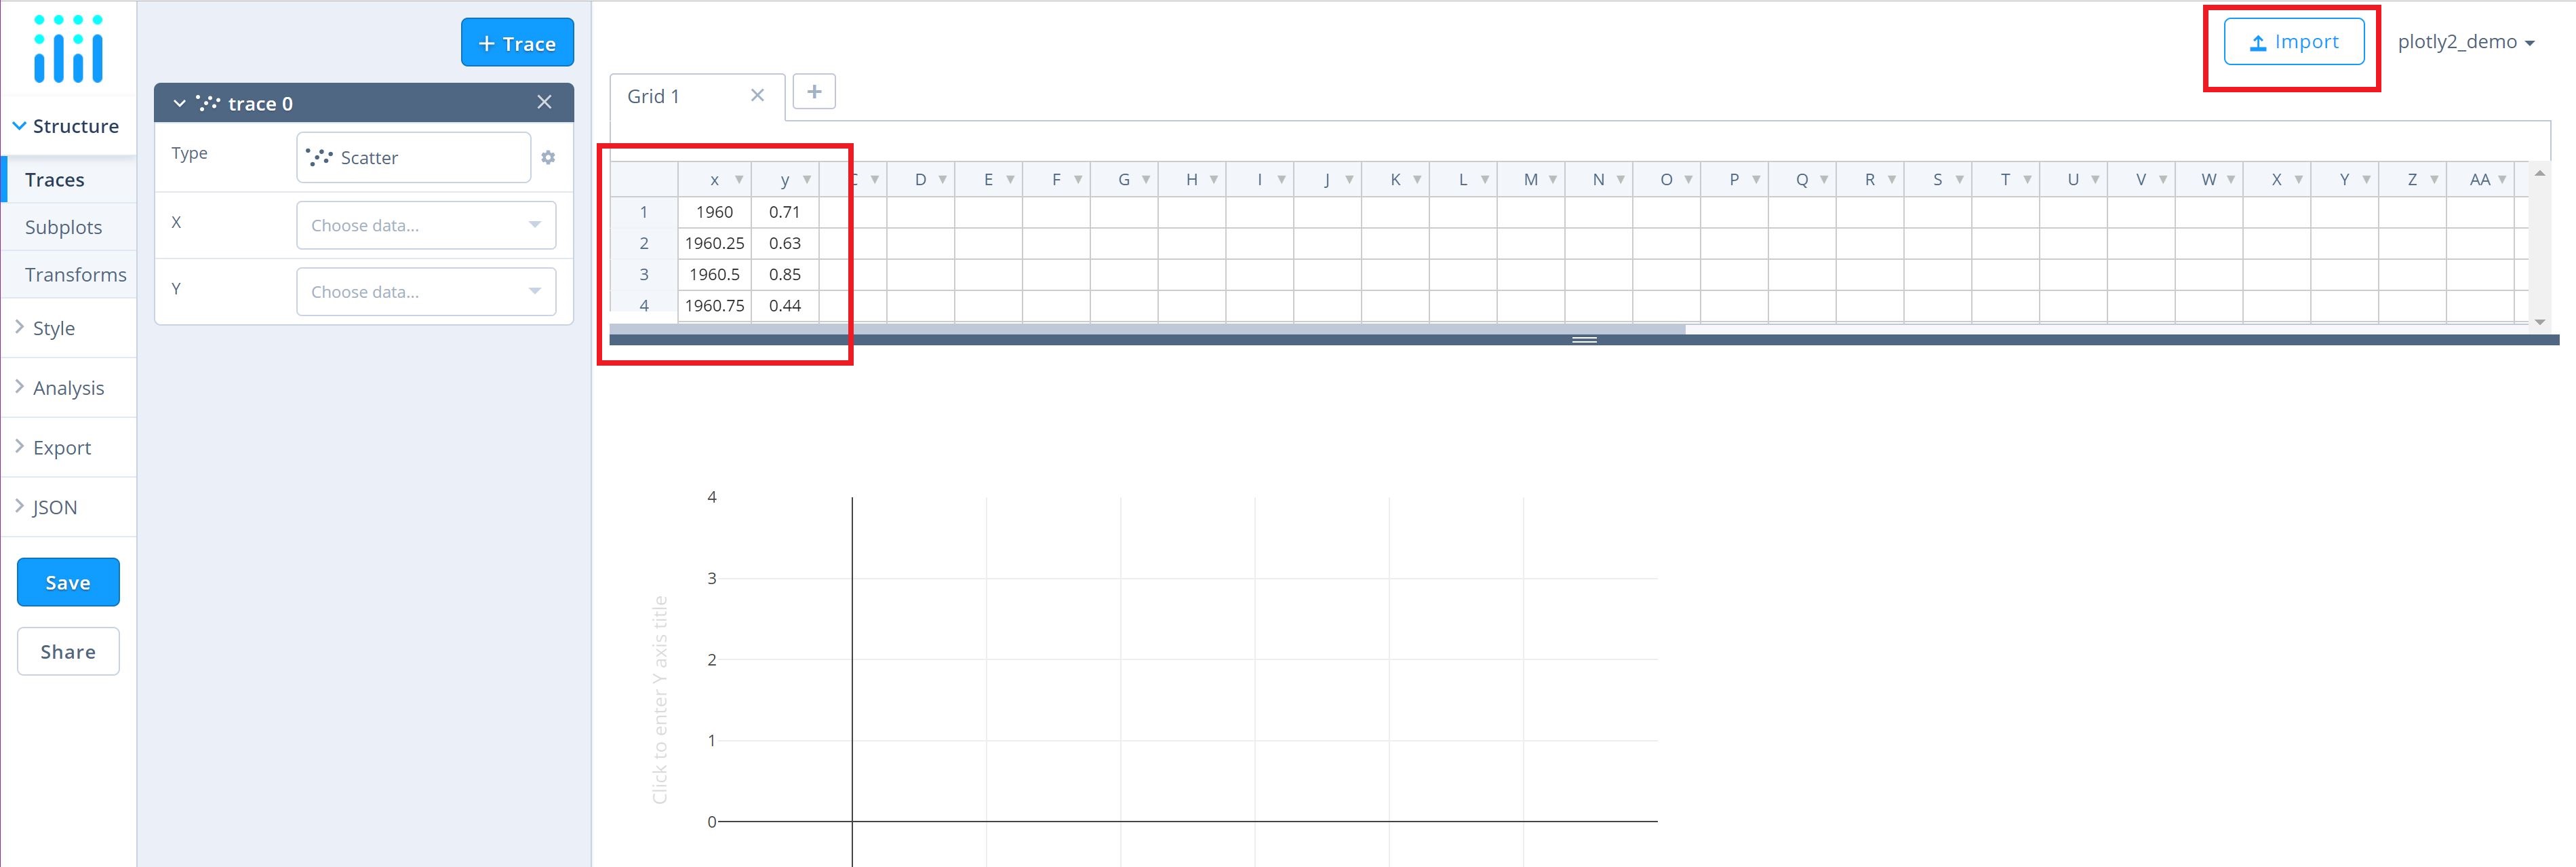 + Trace
Import
plotly2_demo
Grid 1
+
trace 0
Structure
Type
Scatter
Traces
x y C D E F G H I J K L M N O P Q R S T U V W X Y Z AA
1 1960 0.71
2 1960.25 0.63
3 1960.5 0.85
4 1960.75 0.44
X
Choose data...
Subplots
Transforms
Y
Choose data...
Style
Analysis
Export
JSON
Save
Share
4
3
2
1
0
Click to enter Y axis title